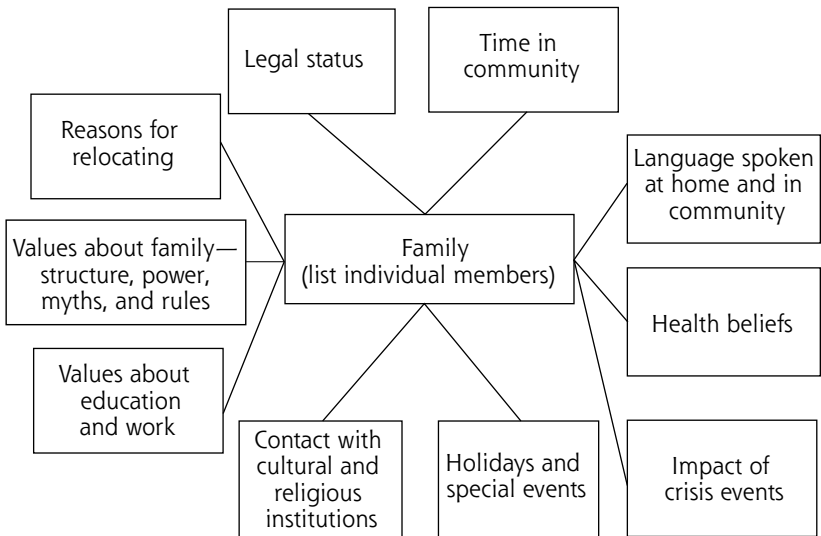 Legal status
Time in
community
Reasons for
relocating
Language spoken
at home and in
community
Values about family—
structure, power,
myths, and rules
Family
(list individual members)
Health beliefs
Values about
education
and work
Contact with
cultural and
religious
institutions
Holidays and
special events
Impact of
crisis events